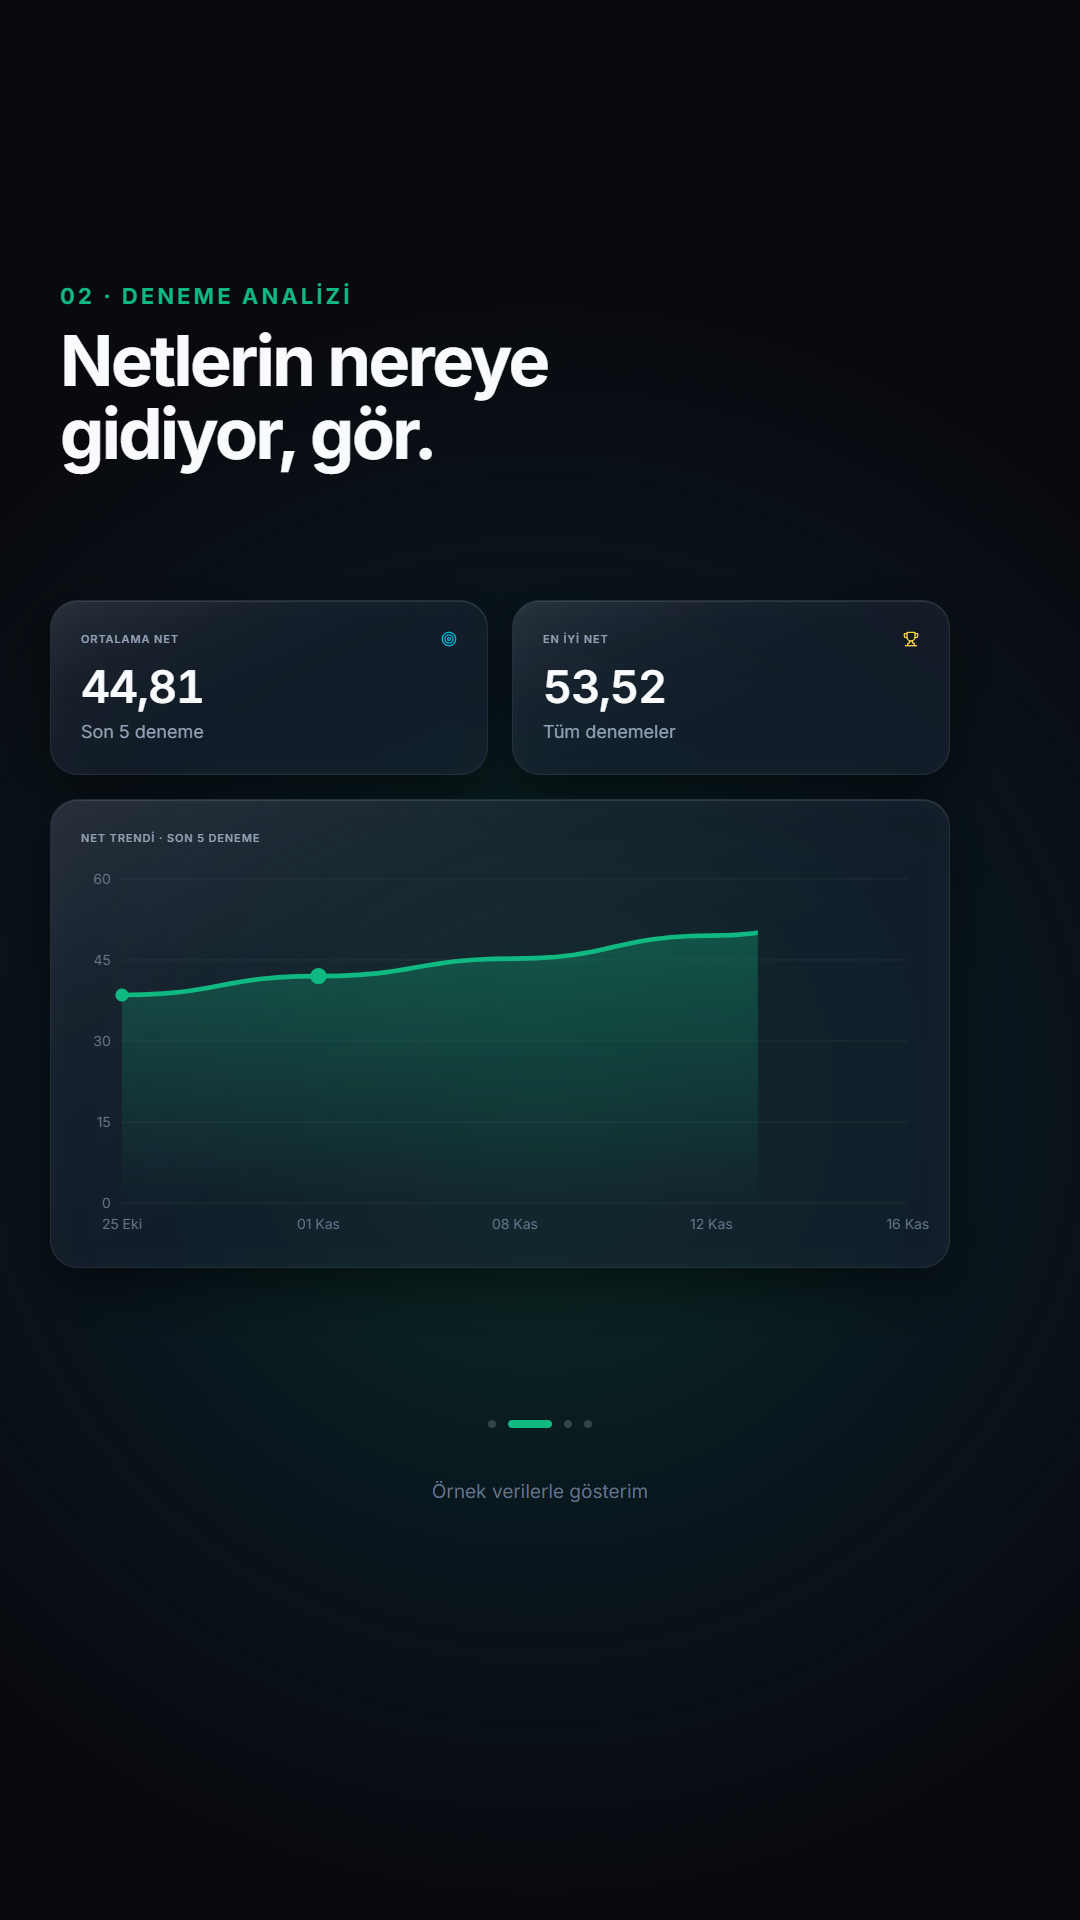 02 · DENEME ANALİZİ
Netlerin nereye
gidiyor, gör.
ORTALAMA NET
44,81
Son 5 deneme
EN İYİ NET
53,52
Tüm denemeler
NET TRENDİ · SON 5 DENEME
60
45
30
15
0
25 Eki 01 Kas 08 Kas 12 Kas 16 Kas
Örnek verilerle gösterim